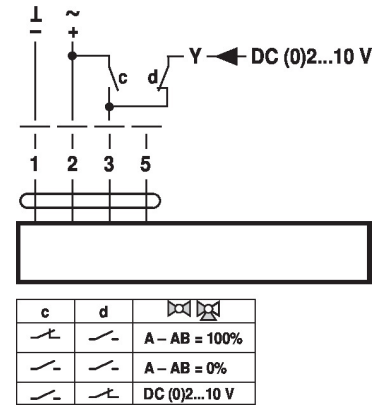 ⊥ ~
− +
c d Y DC (0)2...10 V
1 2 3 5
c d
A – AB = 100%
A – AB = 0%
DC (0)2...10 V